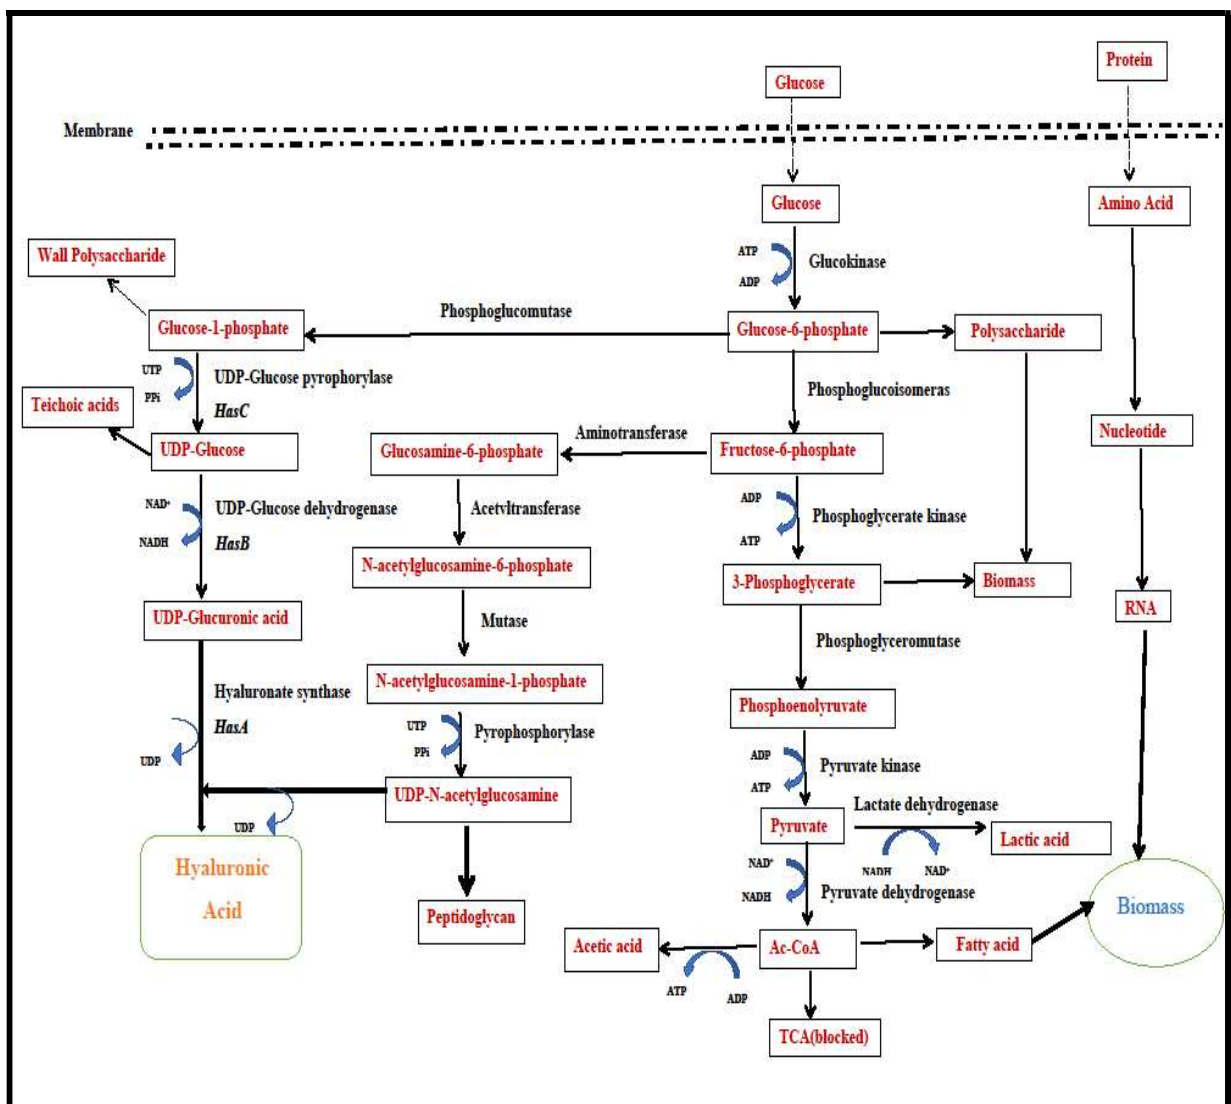 Protein
Glucose
Membrane
Glucose
Amino Acid
ATP
ADP
Glucokinase
Wall Polysaccharide
Phosphoglucomutase
Glucose-1-phosphate
Glucose-6-phosphate
Polysaccharide
UTP
PPi
UDP-Glucose pyrophorylase
HasC
Phosphoglucoisomeras
Teichoic acids
Aminotransferase
Nucleotide
UDP-Glucose
Glucosamine-6-phosphate
Fructose-6-phosphate
NAD+
NADH
UDP-Glucose dehydrogenase
HasB
Acetyltransferase
ADP
ATP
Phosphoglycerate kinase
N-acetylglucosamine-6-phosphate
3-Phosphoglycerate
Biomass
RNA
UDP-Glucuronic acid
Mutase
Phosphoglyceromutase
N-acetylglucosamine-1-phosphate
Hyaluronate synthase
HasA
UDP
Phosphoenolyruvate
UTP
PPi
Pyrophosphorylase
ADP
ATP
Pyruvate kinase
UDP-N-acetylglucosamine
UDP
Lactate dehydrogenase
Pyruvate
Lactic acid
NADH
NAD+
NAD+
NADH
Pyruvate dehydrogenase
Hyaluronic
Acid
Peptidoglycan
Biomass
Acetic acid
Ac-CoA
Fatty acid
ATP
ADP
TCA(blocked)